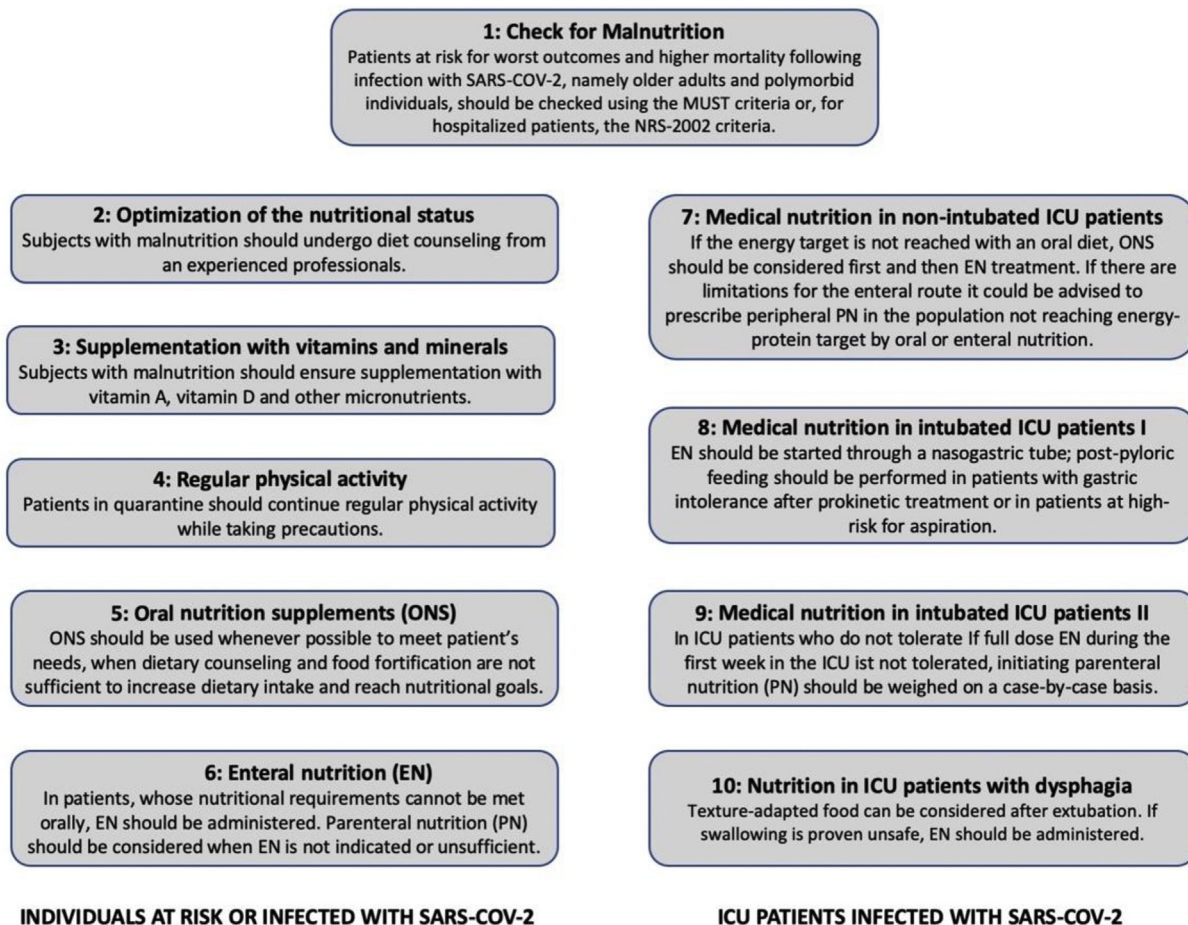 1: Check for Malnutrition
Patients at risk for worst outcomes and higher mortality following
infection with SARS-COV-2, namely older adults and polymorbid
individuals, should be checked using the MUST criteria or, for
hospitalized patients, the NRS-2002 criteria.
2: Optimization of the nutritional status
Subjects with malnutrition should undergo diet counseling from
an experienced professionals.
3: Supplementation with vitamins and minerals
Subjects with malnutrition should ensure supplementation with
vitamin A, vitamin D and other micronutrients.
4: Regular physical activity
Patients in quarantine should continue regular physical activity
while taking precautions.
5: Oral nutrition supplements (ONS)
ONS should be used whenever possible to meet patient's
needs, when dietary counseling and food fortification are not
sufficient to increase dietary intake and reach nutritional goals.
6: Enteral nutrition (EN)
In patients, whose nutritional requirements cannot be met
orally, EN should be administered. Parenteral nutrition (PN)
should be considered when EN is not indicated or unsufficient.
INDIVIDUALS AT RISK OR INFECTED WITH SARS-COV-2
7: Medical nutrition in non-intubated ICU patients
If the energy target is not reached with an oral diet, ONS
should be considered first and then EN treatment. If there are
limitations for the enteral route it could be advised to
prescribe peripheral PN in the population not reaching energy-
protein target by oral or enteral nutrition.
8: Medical nutrition in intubated ICU patients I
EN should be started through a nasogastric tube; post-pyloric
feeding should be performed in patients with gastric
intolerance after prokinetic treatment or in patients at high-
risk for aspiration.
9: Medical nutrition in intubated ICU patients II
In ICU patients who do not tolerate If full dose EN during the
first week in the ICU ist not tolerated, initiating parenteral
nutrition (PN) should be weighed on a case-by-case basis.
10: Nutrition in ICU patients with dysphagia
Texture-adapted food can be considered after extubation. If
swallowing is proven unsafe, EN should be administered.
ICU PATIENTS INFECTED WITH SARS-COV-2